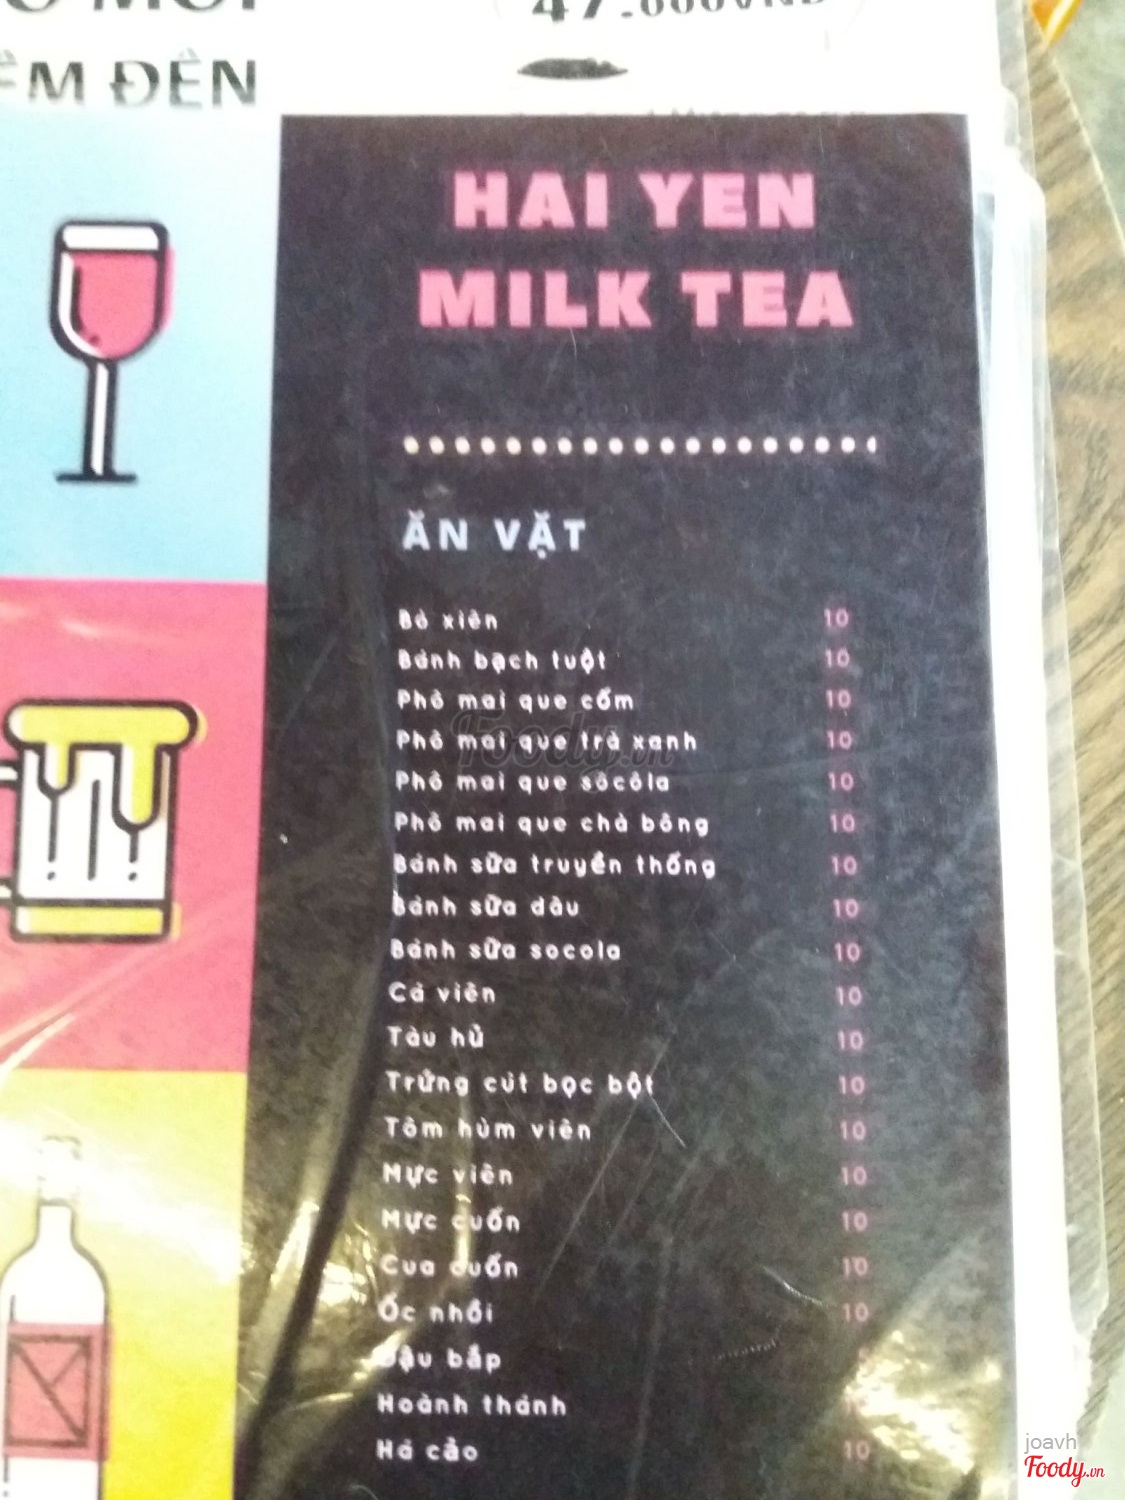 47.000VNĐ
ĐÊN
HAI YEN
MILK TEA
ĂN VẶT
Bò xiên 10
Bánh bạch tuột 10
Phô mai que cốm 10
Phô mai que trà xanh 10
Phô mai que sôcôla 10
Phô mai que chà bông 10
Bánh sữa truyền thống 10
Bánh sữa dâu 10
Bánh sữa socola 10
Cá viên 10
Tàu hủ 10
Trứng cút bọc bột 10
Tôm hùm viên 10
Mực viên 10
Mực cuốn 10
Cua cuốn 10
Ốc nhồi 10
Đậu bắp
Hoành thánh
Há cảo 10
Foody.vn
joavh
Foody.vn